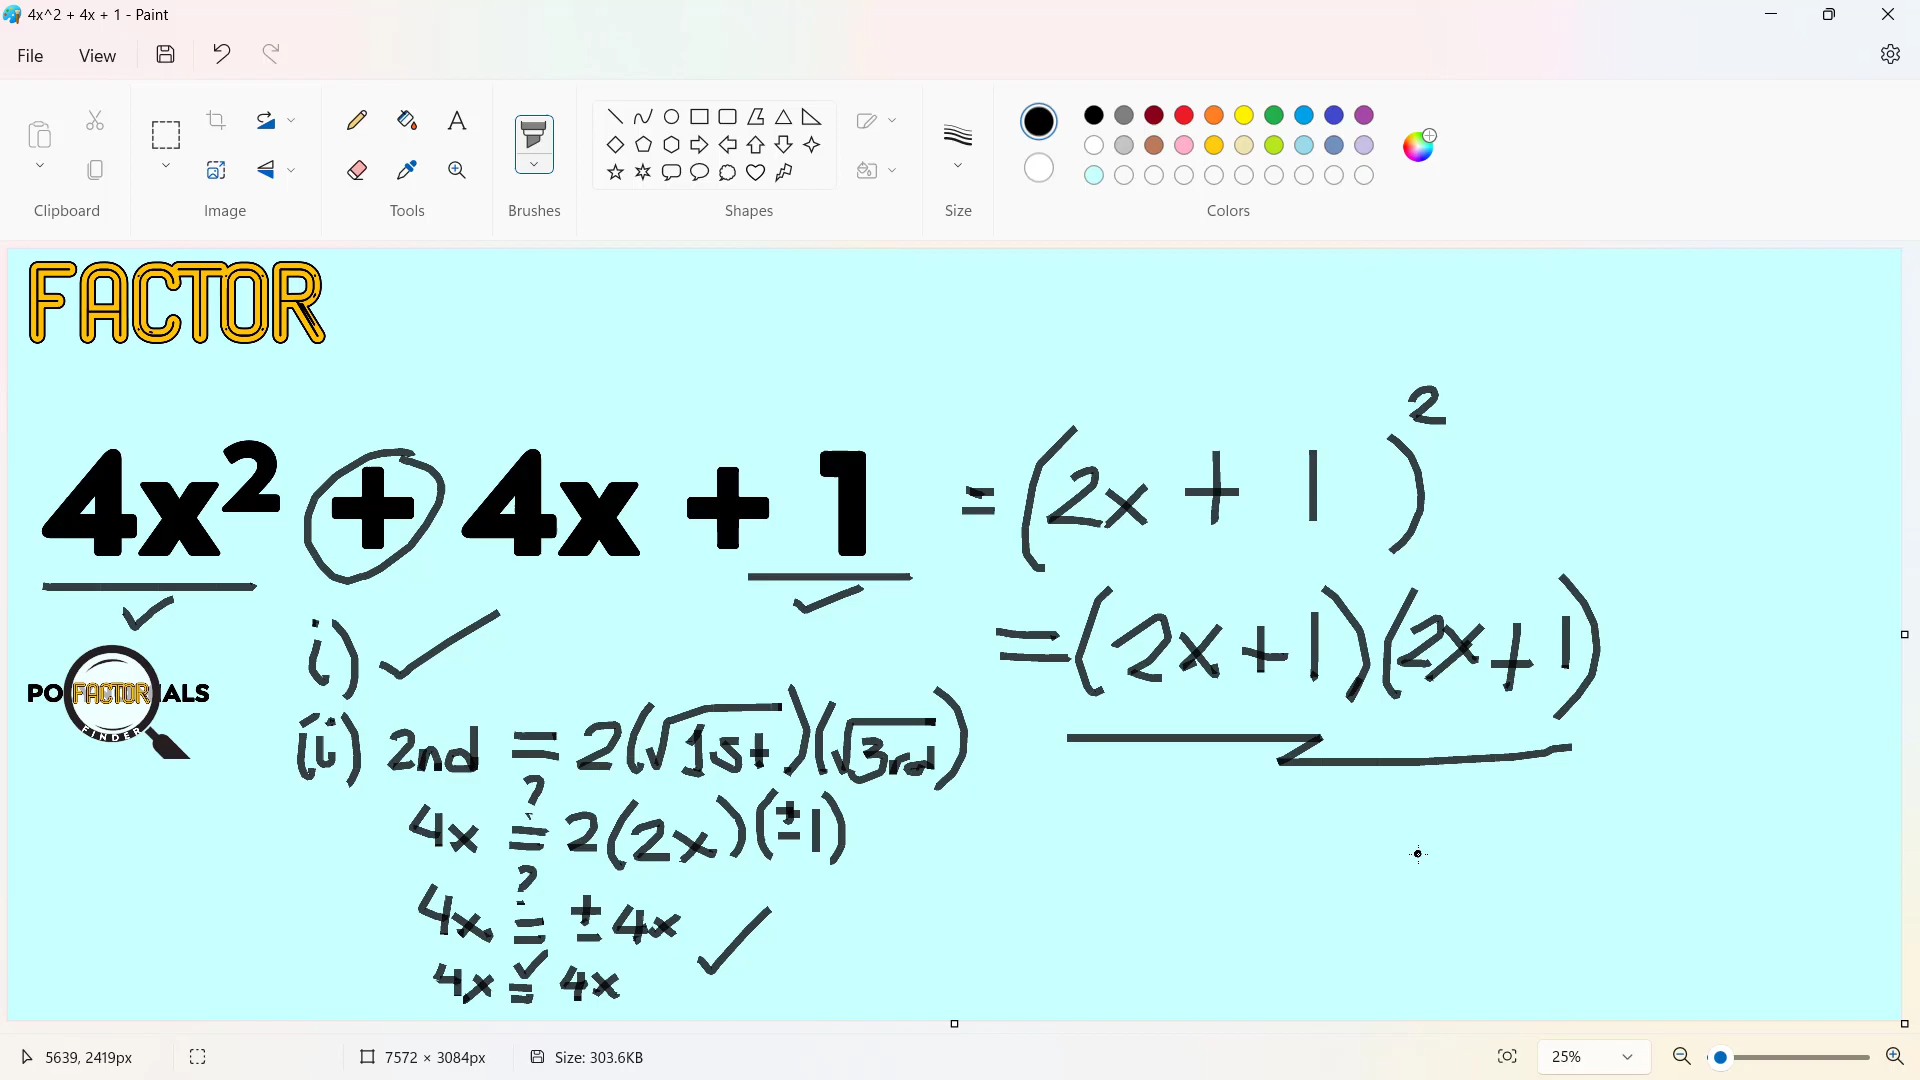 4x^2 + 4x + 1 - Paint
File View
Clipboard Image Tools Brushes Shapes Size Colors
FACTOR
4x² + 4x + 1 = (2x + 1)²
= (2x+1)(2x+1)
i) ✓
(ii) 2nd = 2(√1st)(√3rd)
4x ≟ 2(2x)(±1)
4x ≟ ±4x ✓
4x = 4x
FACTOR
FINDER
5639, 2419px 7572 × 3084px Size: 303.6KB 25%